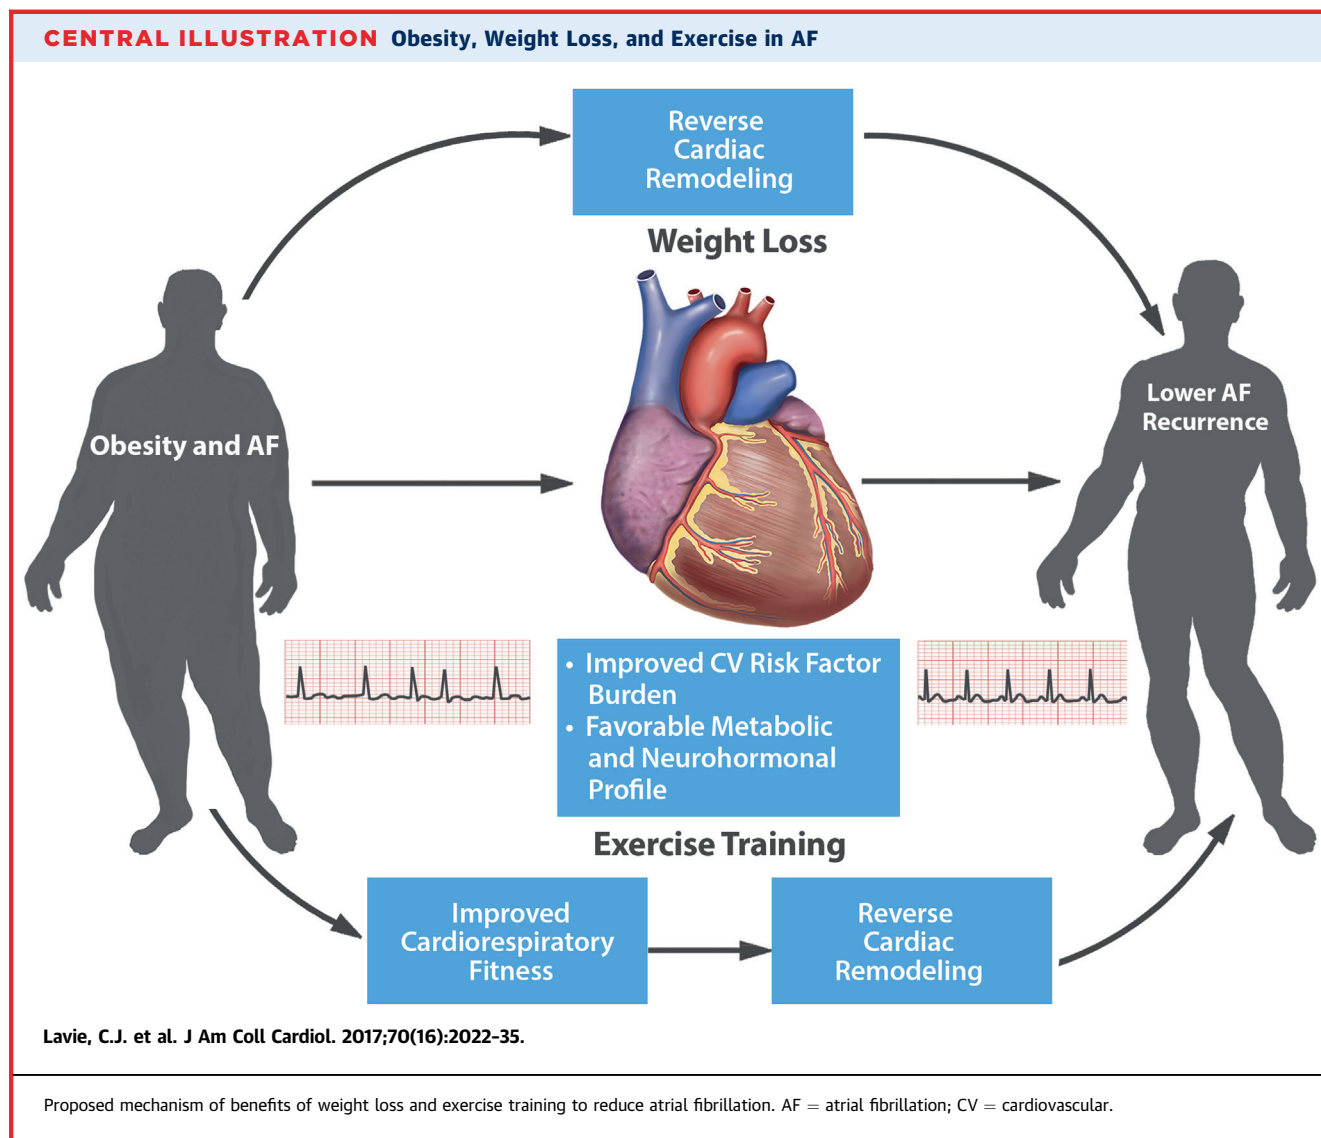 CENTRAL ILLUSTRATION Obesity, Weight Loss, and Exercise in AF
Reverse
Cardiac
Remodeling
Weight Loss
Obesity and AF
Lower AF
Recurrence
• Improved CV Risk Factor
Burden
• Favorable Metabolic
and Neurohormonal
Profile
Exercise Training
Improved
Cardiorespiratory
Fitness
Reverse
Cardiac
Remodeling
Lavie, C.J. et al. J Am Coll Cardiol. 2017;70(16):2022–35.
Proposed mechanism of benefits of weight loss and exercise training to reduce atrial fibrillation. AF = atrial fibrillation; CV = cardiovascular.